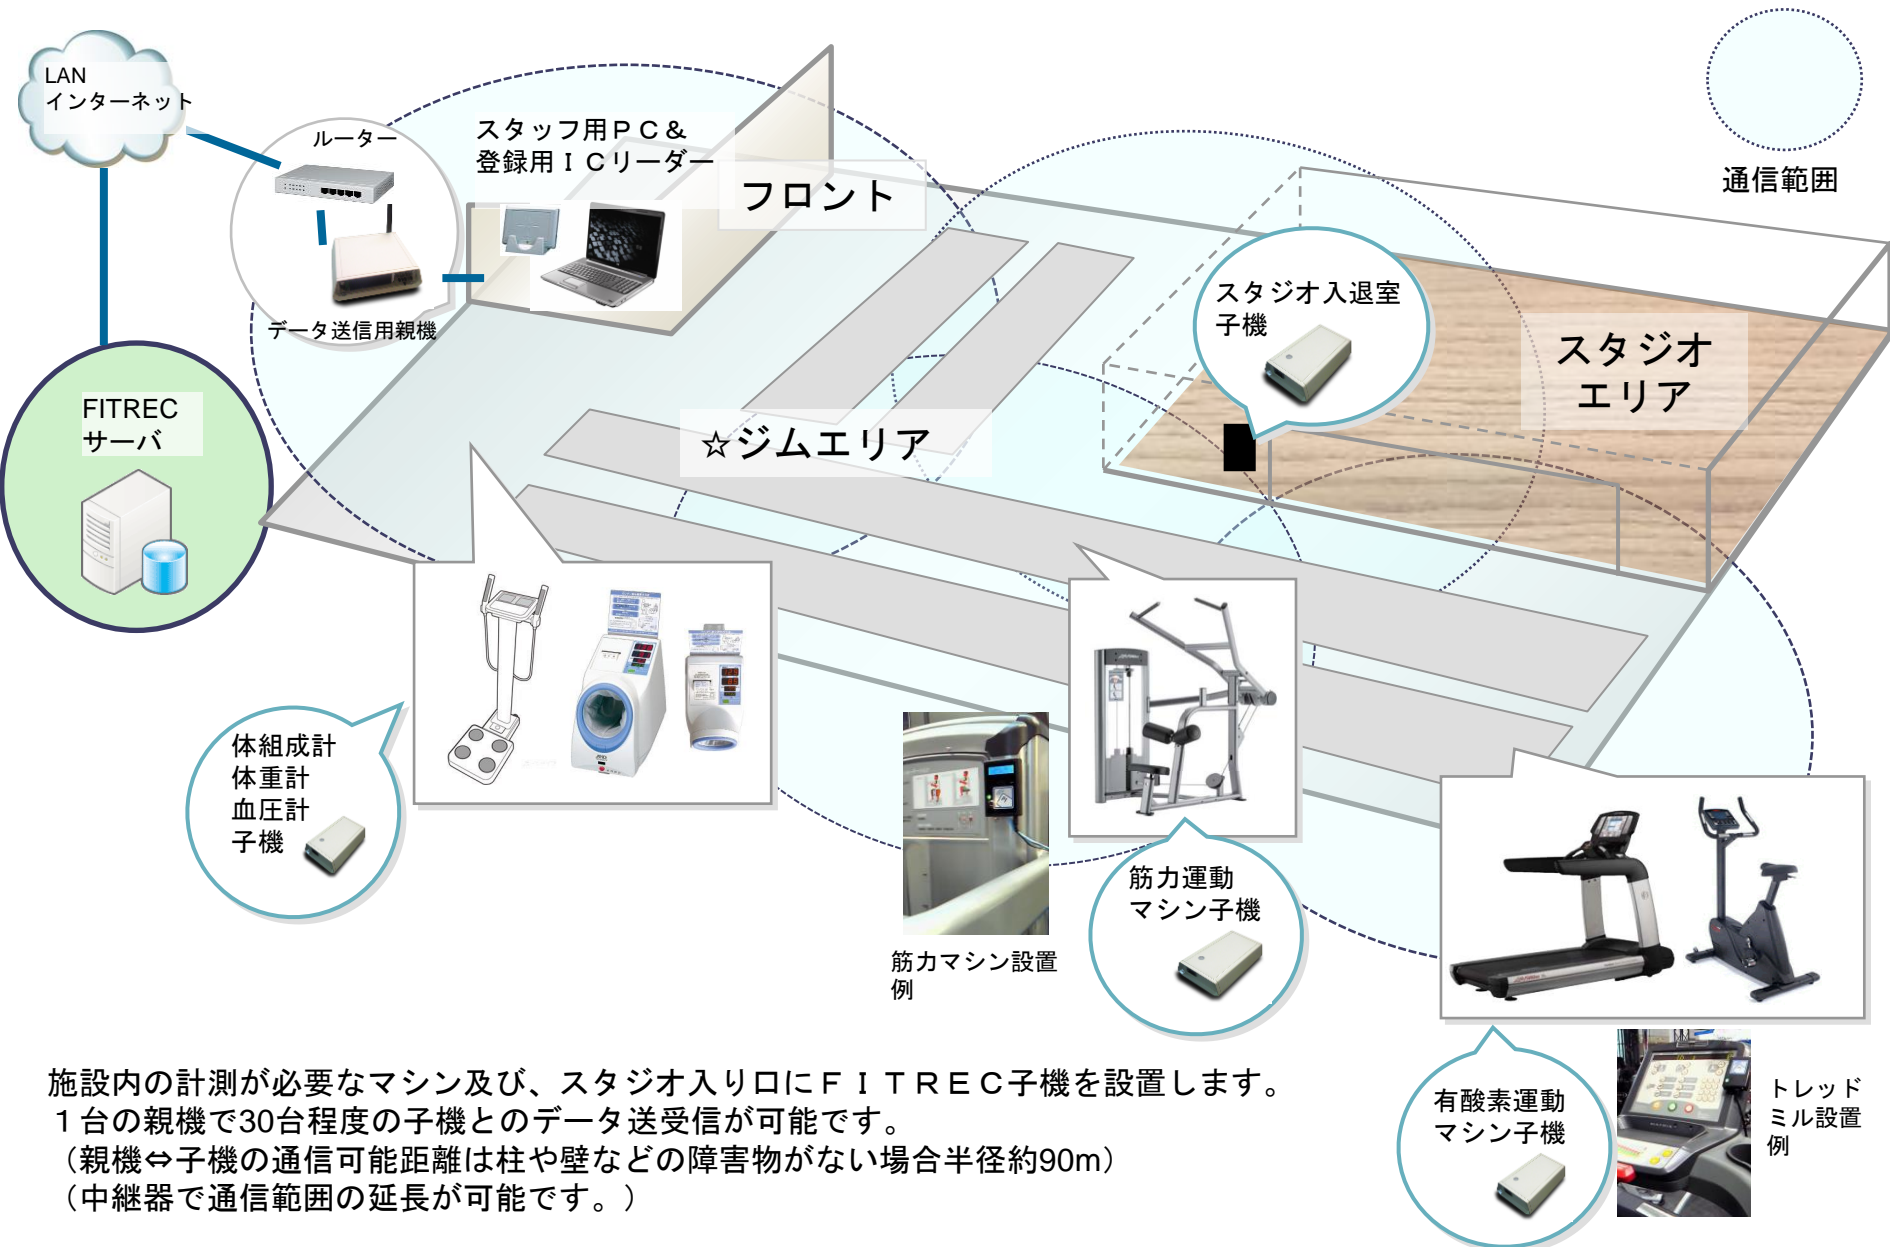 LAN
インターネット
ルーター
スタッフ用ＰＣ＆
登録用ＩＣリーダー
フロント
通信範囲
データ送信用親機
スタジオ入退室
子機
スタジオ
エリア
FITREC
サーバ
☆ジムエリア
体組成計
体重計
血圧計
子機
筋力運動
マシン子機
筋力マシン設置
例
有酸素運動
マシン子機
トレッド
ミル設置
例
施設内の計測が必要なマシン及び、スタジオ入り口にＦＩＴＲＥＣ子機を設置します。
１台の親機で30台程度の子機とのデータ送受信が可能です。
（親機⇔子機の通信可能距離は柱や壁などの障害物がない場合半径約90m）
（中継器で通信範囲の延長が可能です。）